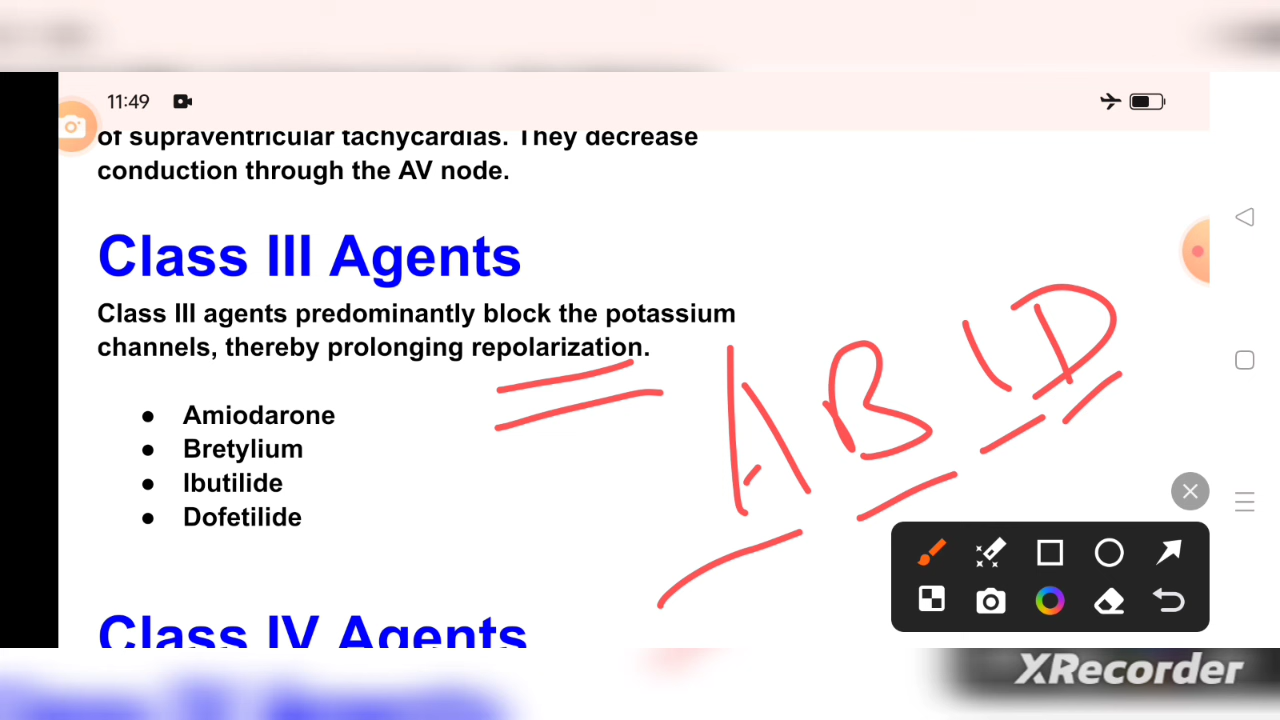 11:49
of supraventricular tachycardias. They decrease
conduction through the AV node.
Class III Agents
Class III agents predominantly block the potassium
channels, thereby prolonging repolarization.
● Amiodarone
● Bretylium
● Ibutilide
● Dofetilide
A B I D
Class IV Agents
XRecorder